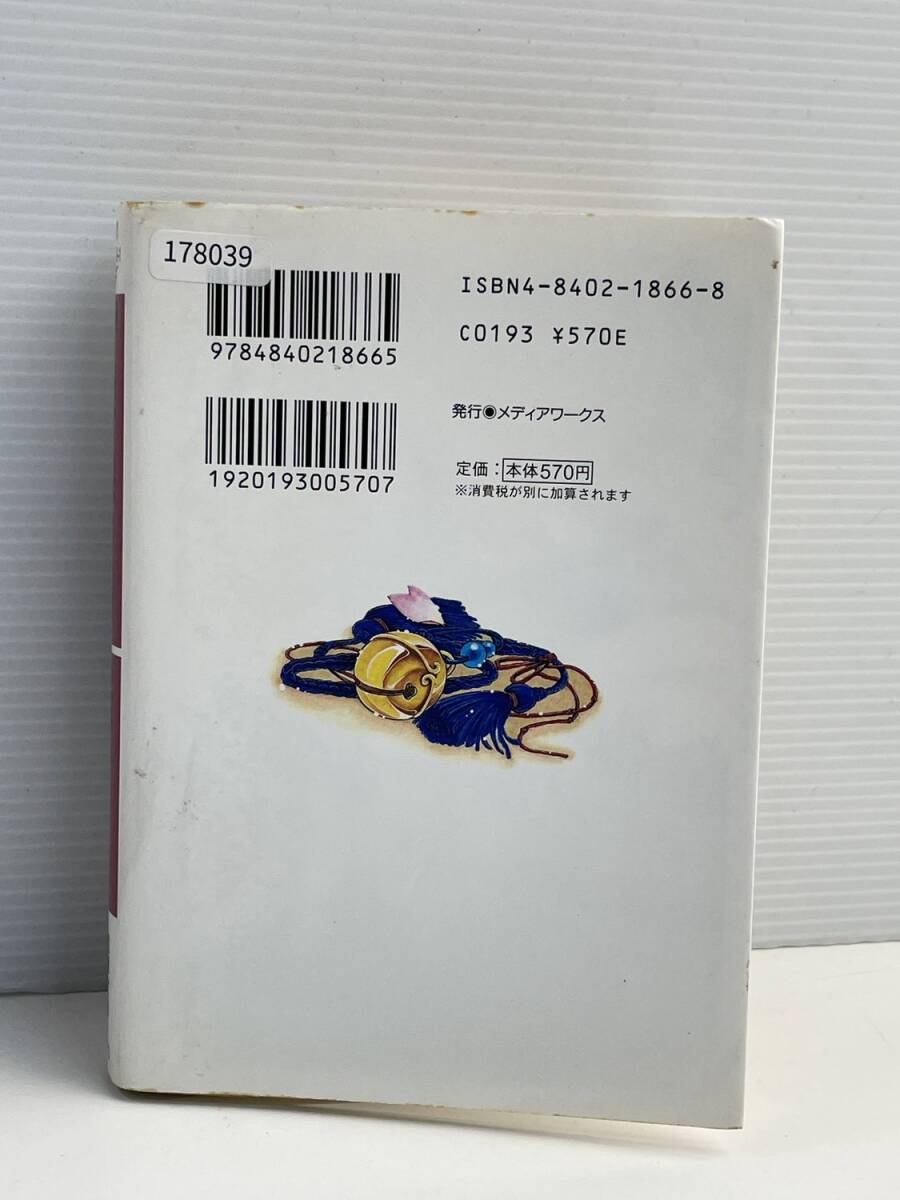 178039
9784840218665
1920193005707
ISBN4-8402-1866-8
C0193 ¥570E
発行◉メディアワークス
定価：本体570円
※消費税が別に加算されます